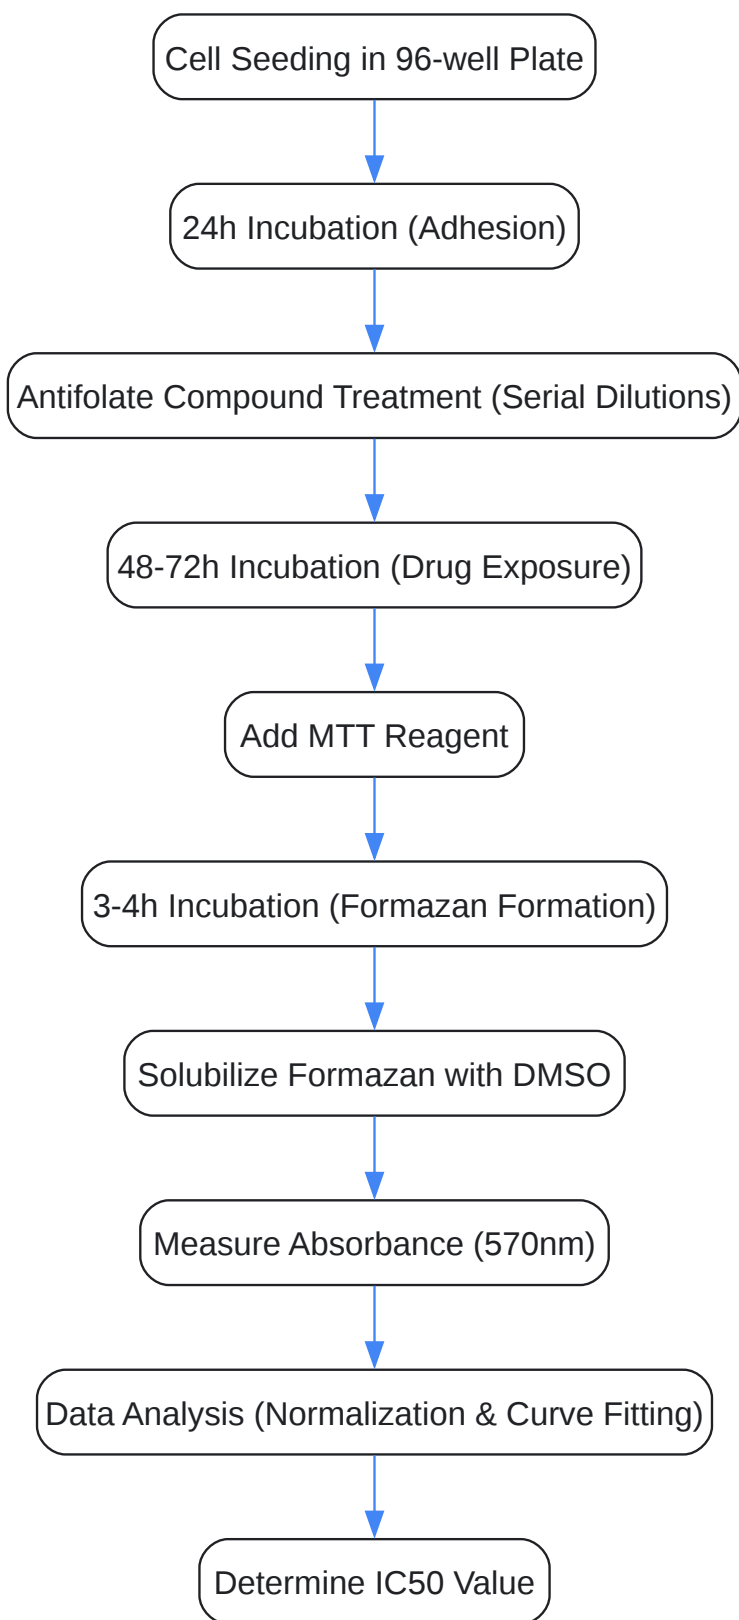 Cell Seeding in 96-well Plate
24h Incubation (Adhesion)
Antifolate Compound Treatment (Serial Dilutions)
48-72h Incubation (Drug Exposure)
Add MTT Reagent
3-4h Incubation (Formazan Formation)
Solubilize Formazan with DMSO
Measure Absorbance (570nm)
Data Analysis (Normalization & Curve Fitting)
Determine IC50 Value